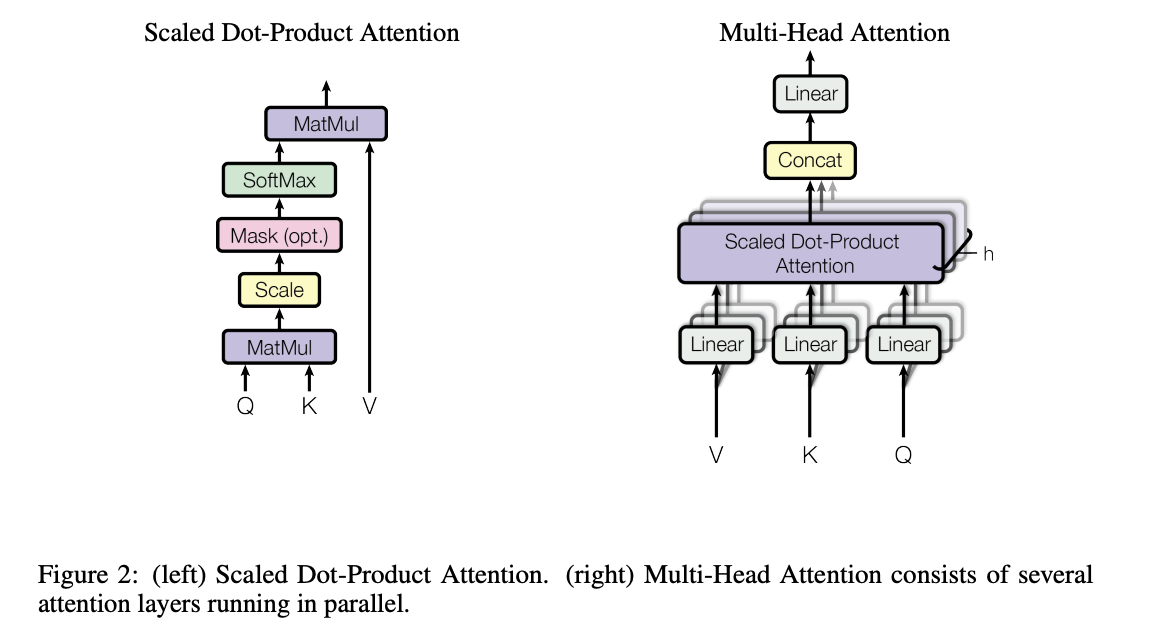 Scaled Dot-Product Attention
MatMul
SoftMax
Mask (opt.)
Scale
MatMul
Q K V
Multi-Head Attention
Linear
Concat
Scaled Dot-Product
Attention
h
Linear Linear Linear
V K Q
Figure 2: (left) Scaled Dot-Product Attention. (right) Multi-Head Attention consists of several
attention layers running in parallel.